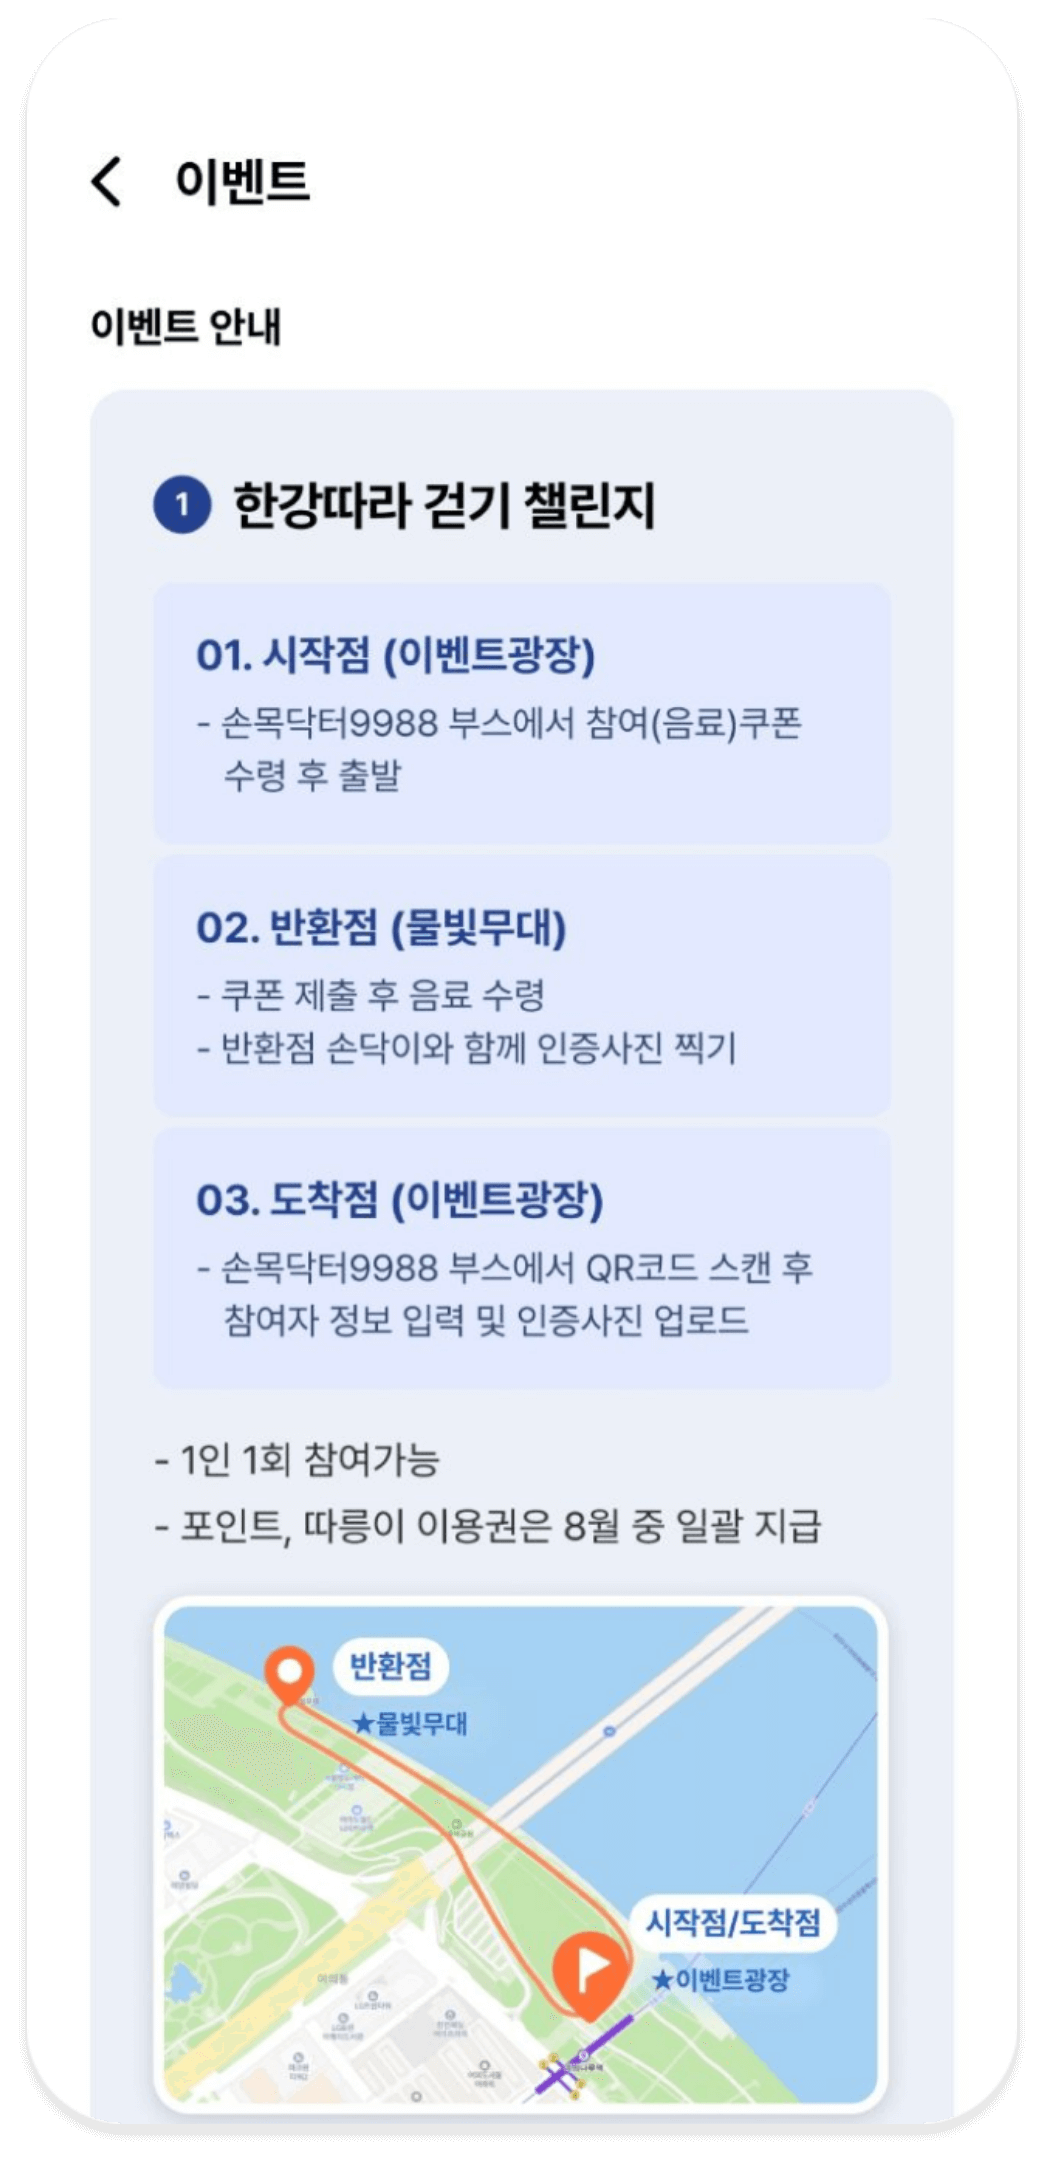 이벤트
이벤트 안내
1 한강따라 걷기 챌린지
01. 시작점 (이벤트광장)
- 손목닥터9988 부스에서 참여(음료)쿠폰
수령 후 출발
02. 반환점 (물빛무대)
- 쿠폰 제출 후 음료 수령
- 반환점 손닥이와 함께 인증사진 찍기
03. 도착점 (이벤트광장)
- 손목닥터9988 부스에서 QR코드 스캔 후
참여자 정보 입력 및 인증사진 업로드
- 1인 1회 참여가능
- 포인트, 따릉이 이용권은 8월 중 일괄 지급
반환점
★물빛무대
시작점/도착점
★이벤트광장
여의동